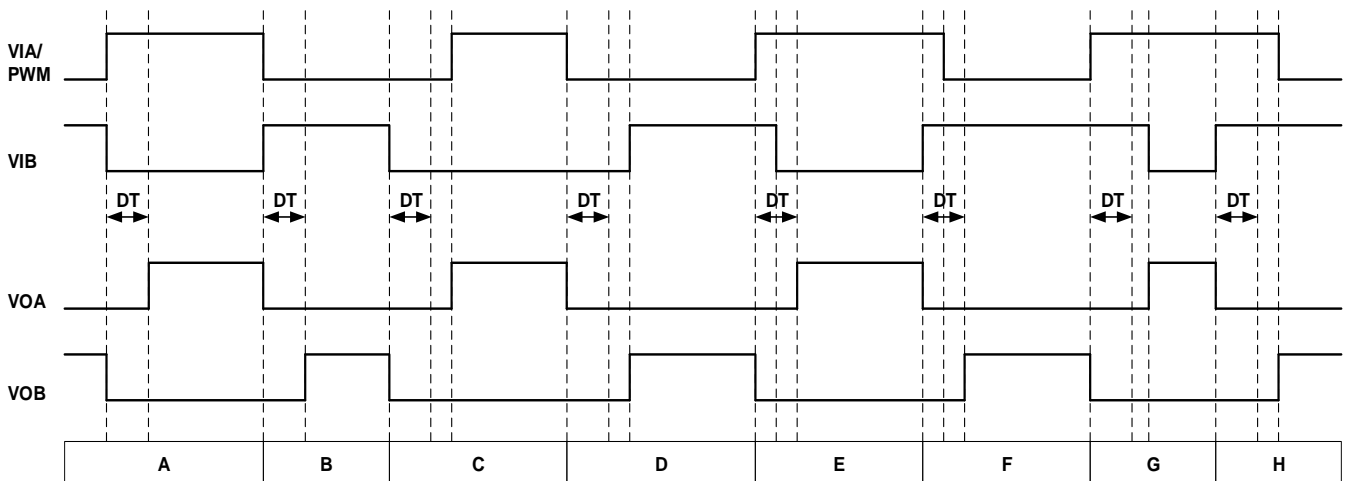 VIA/
PWM
VIB
DT DT DT DT DT DT DT DT
VOA
VOB
A B C D E F G H